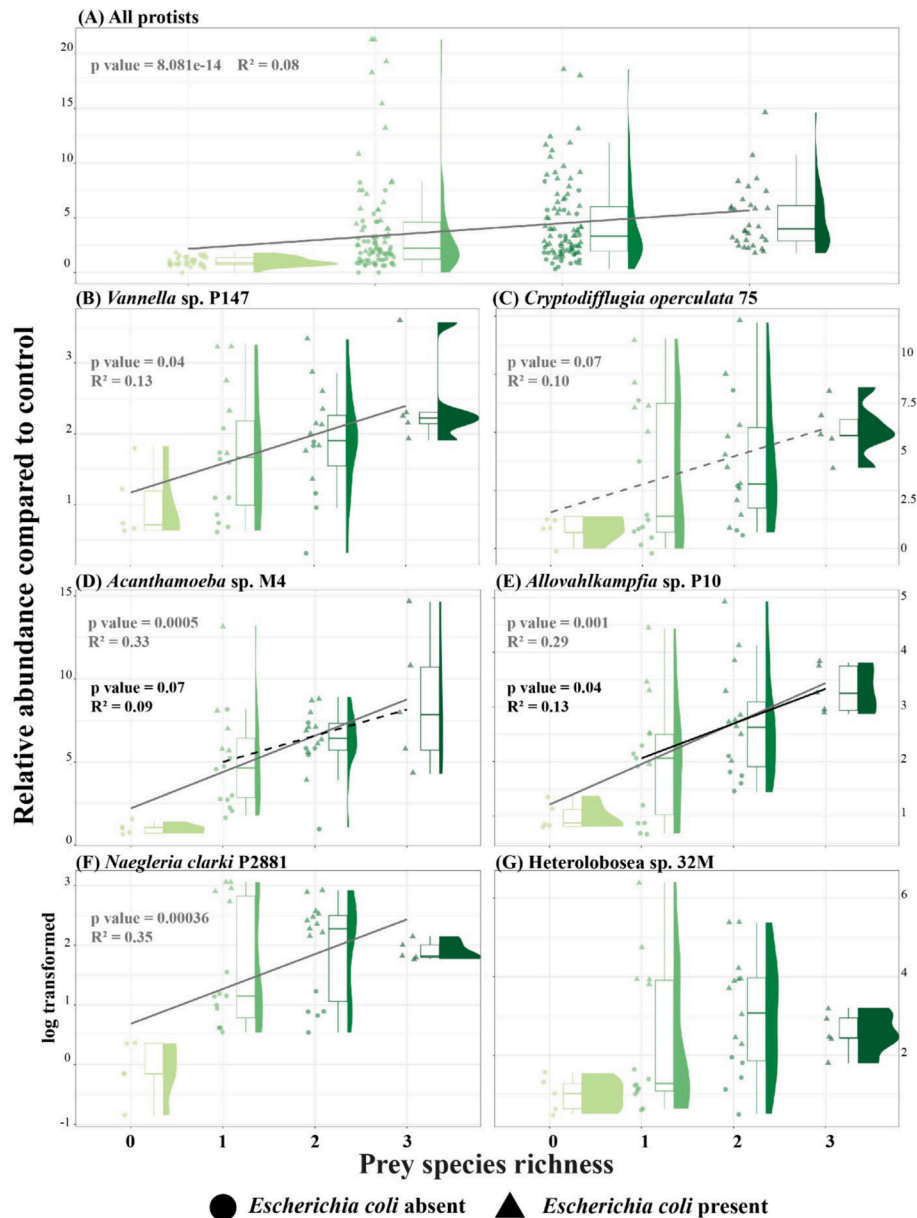 (A) All protists
20
15
10
5
0
p value = 8.081e-14 R² = 0.08
Relative abundance compared to control
(B) Vannella sp. P147
3
2
1
p value = 0.04
R² = 0.13
(C) Cryptodifflugia operculata 75
10
7.5
5
2.5
0
p value = 0.07
R² = 0.10
(D) Acanthamoeba sp. M4
15
10
5
0
p value = 0.0005
R² = 0.33
p value = 0.07
R² = 0.09
(E) Allovahlkampfia sp. P10
5
4
3
2
1
0
p value = 0.001
R² = 0.29
p value = 0.04
R² = 0.13
(F) Naegleria clarki P2881
3
2
1
0
-1
p value = 0.00036
R² = 0.35
log transformed
(G) Heterolobosea sp. 32M
6
4
2
0 1 2 3 0 1 2 3
Prey species richness
Escherichia coli absent Escherichia coli present